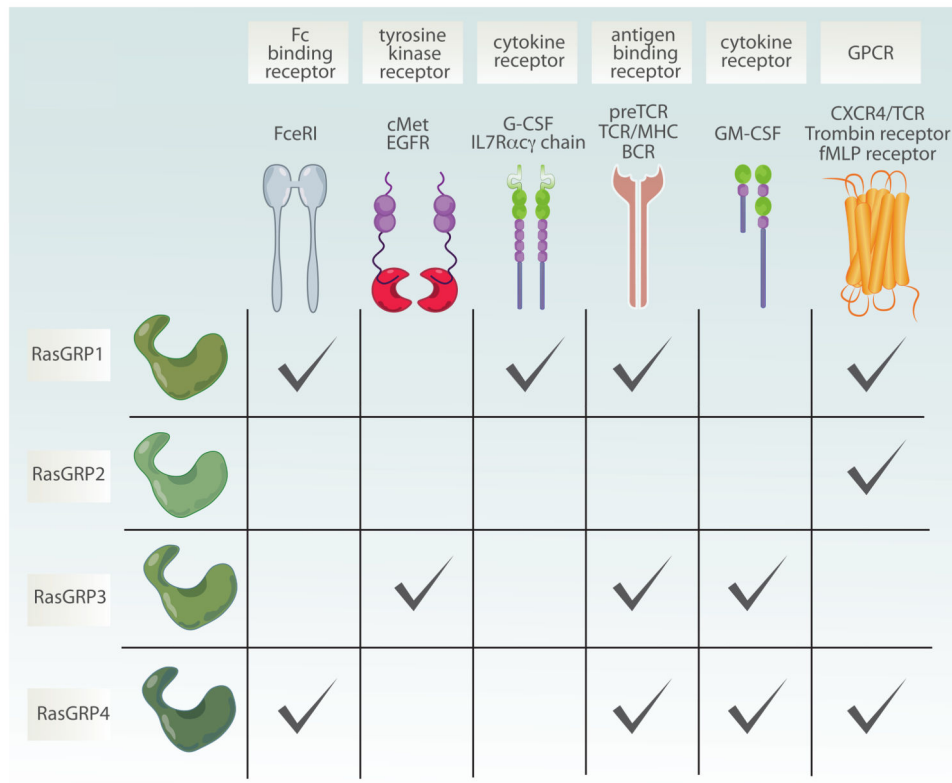 Fc
binding
receptor
tyrosine
kinase
receptor
cytokine
receptor
antigen
binding
receptor
cytokine
receptor
GPCR
FceRI
cMet
EGFR
G-CSF
IL7Rαcγ chain
preTCR
TCR/MHC
BCR
GM-CSF
CXCR4/TCR
Trombin receptor
fMLP receptor
RasGRP1
RasGRP2
RasGRP3
RasGRP4